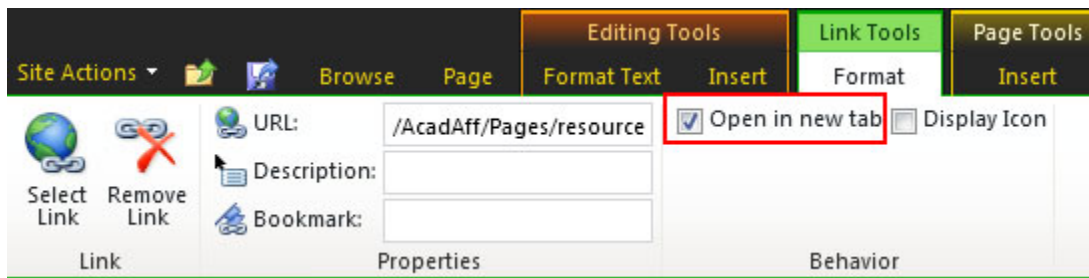 Editing Tools Link Tools Page Tools
Site Actions Browse Page Format Text Insert Format Insert
URL: /AcadAff/Pages/resource Open in new tab Display Icon
Description:
Select Link
Remove Link
Bookmark:
Link Properties Behavior